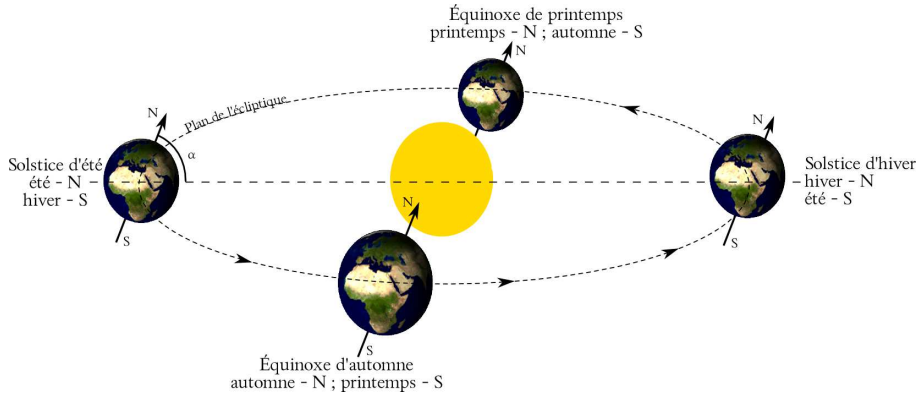 Équinoxe de printemps
printemps - N ; automne - S
N
Plan de l'écliptique
N
α
Solstice d'été
été - N
hiver - S
S
N
Solstice d'hiver
hiver - N
été - S
S
N
S
Équinoxe d'automne
automne - N ; printemps - S